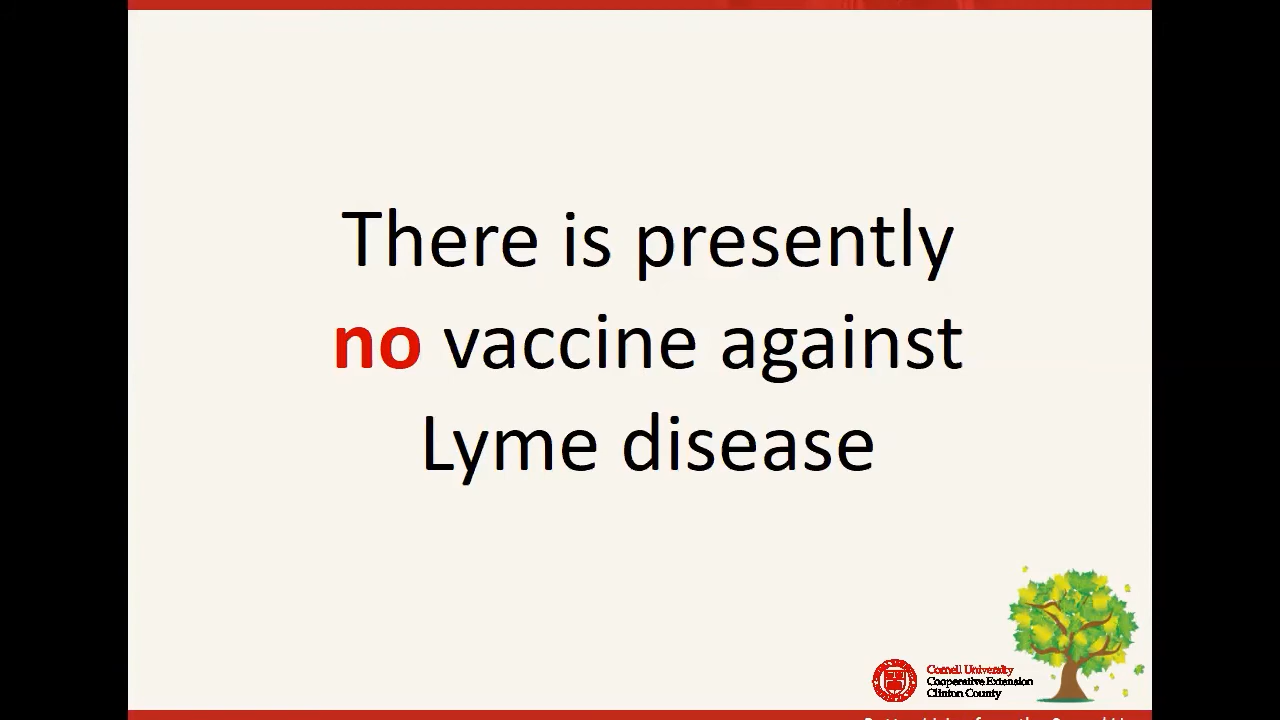 There is presently
no vaccine against
Lyme disease
Cornell University
Cooperative Extension
Clinton County